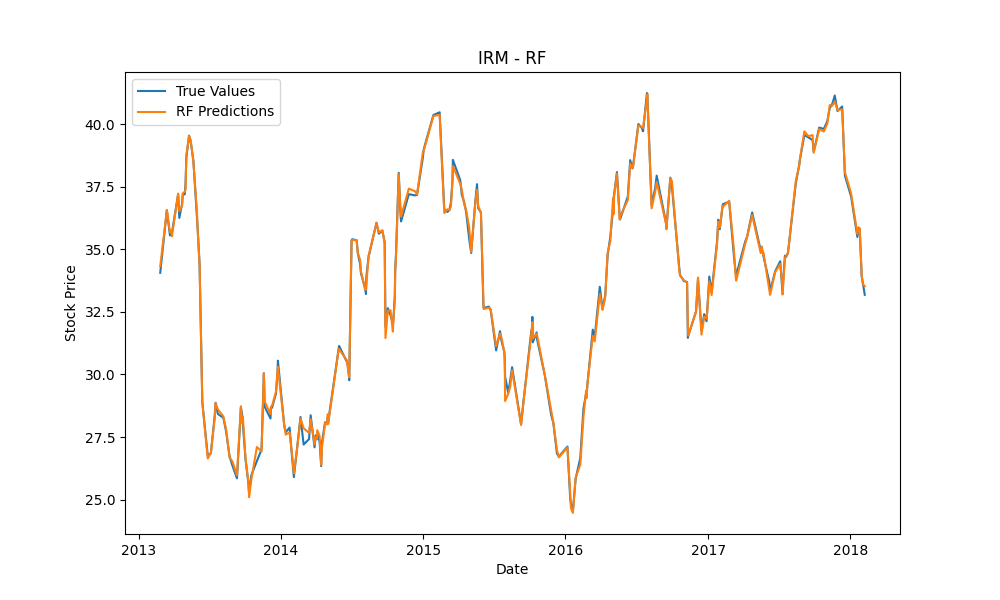 IRM - RF
True Values
RF Predictions
Stock Price
40.0
37.5
35.0
32.5
30.0
27.5
25.0
2013
2014
2015
2016
2017
2018
Date